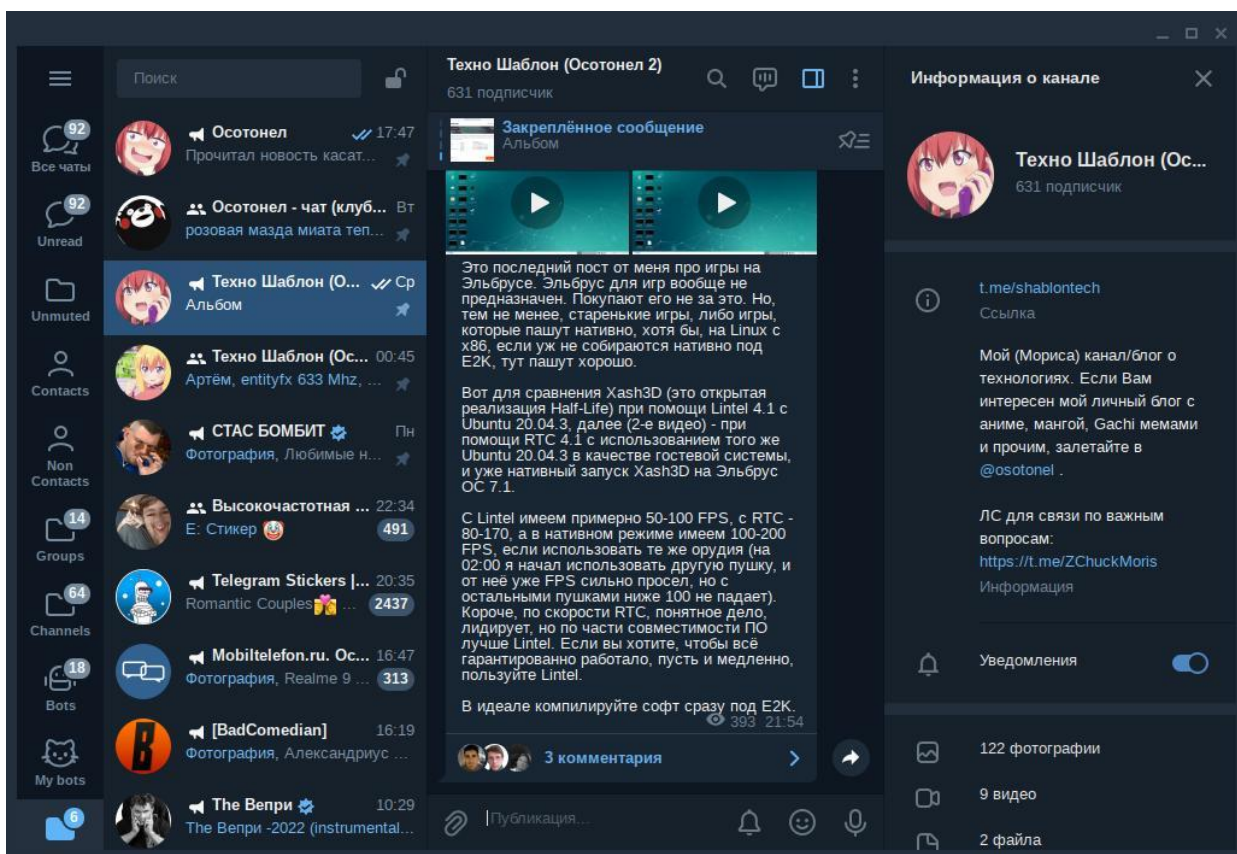 Поиск
92
Все чаты
92
Unread
Unmuted
Contacts
Non
Contacts
14
Groups
64
Channels
18
Bots
My bots
6
Осотонел 17:47
Прочитал новость касат...
Осотонел - чат (клуб... Вт
розовая мазда миата теп...
Техно Шаблон (О... Ср
Альбом
Техно Шаблон (Ос... 00:45
Артём, entityfx 633 Mhz, ...
СТАС БОМБИТ Пн
Фотография, Любимые н...
Высокочастотная ... 22:34
E: Стикер 🤡 491
Telegram Stickers |... 20:35
Romantic Couples ... 2437
Mobiltelefon.ru. Ос... 16:47
Фотография, Realme 9 ... 313
[BadComedian] 16:19
Фотография, Александриус ...
The Вепри 10:29
The Вепри -2022 (instrumental...
Техно Шаблон (Осотонел 2)
631 подписчик
Закреплённое сообщение
Альбом
Это последний пост от меня про игры на
Эльбрусе. Эльбрус для игр вообще не
предназначен. Покупают его не за это. Но,
тем не менее, старенькие игры, либо игры,
которые пашут нативно, хотя бы, на Linux с
x86, если уж не собираются нативно под
E2K, тут пашут хорошо.
Вот для сравнения Xash3D (это открытая
реализация Half-Life) при помощи Lintel 4.1 с
Ubuntu 20.04.3, далее (2-е видео) - при
помощи RTC 4.1 с использованием того же
Ubuntu 20.04.3 в качестве гостевой системы,
и уже нативный запуск Xash3D на Эльбрус
ОС 7.1.
С Lintel имеем примерно 50-100 FPS, с RTC -
80-170, а в нативном режиме имеем 100-200
FPS, если использовать те же орудия (на
02:00 я начал использовать другую пушку, и
от неё уже FPS сильно просел, но с
остальными пушками ниже 100 не падает).
Короче, по скорости RTC, понятное дело,
лидирует, но по части совместимости ПО
лучше Lintel. Если вы хотите, чтобы всё
гарантированно работало, пусть и медленно,
пользуйте Lintel.
В идеале компилируйте софт сразу под E2K.
393 21:54
3 комментария
Публикация...
Информация о канале
Техно Шаблон (Ос...
631 подписчик
t.me/shablontech
Ссылка
Мой (Мориса) канал/блог о
технологиях. Если Вам
интересен мой личный блог с
аниме, мангой, Gachi мемами
и прочим, залетайте в
@osotonel .
ЛС для связи по важным
вопросам:
https://t.me/ZChuckMoris
Информация
Уведомления
122 фотографии
9 видео
2 файла